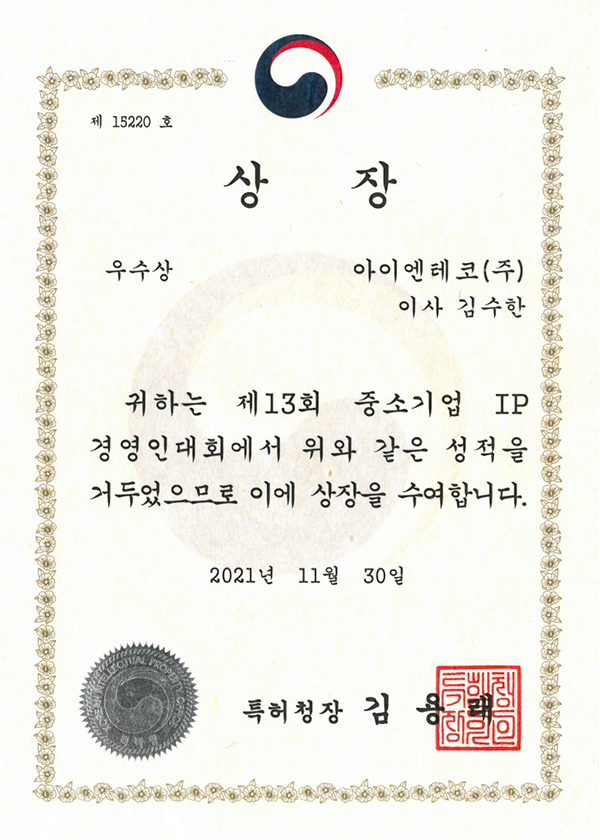 제 15220 호
상 장
우수상
아이엔테코(주)
이사 김수한
귀하는 제13회 중소기업 IP
경영인대회에서 위와 같은 성적을
거두었으므로 이에 상장을 수여합니다.
2021년 11월 30일
특허청장 김용래